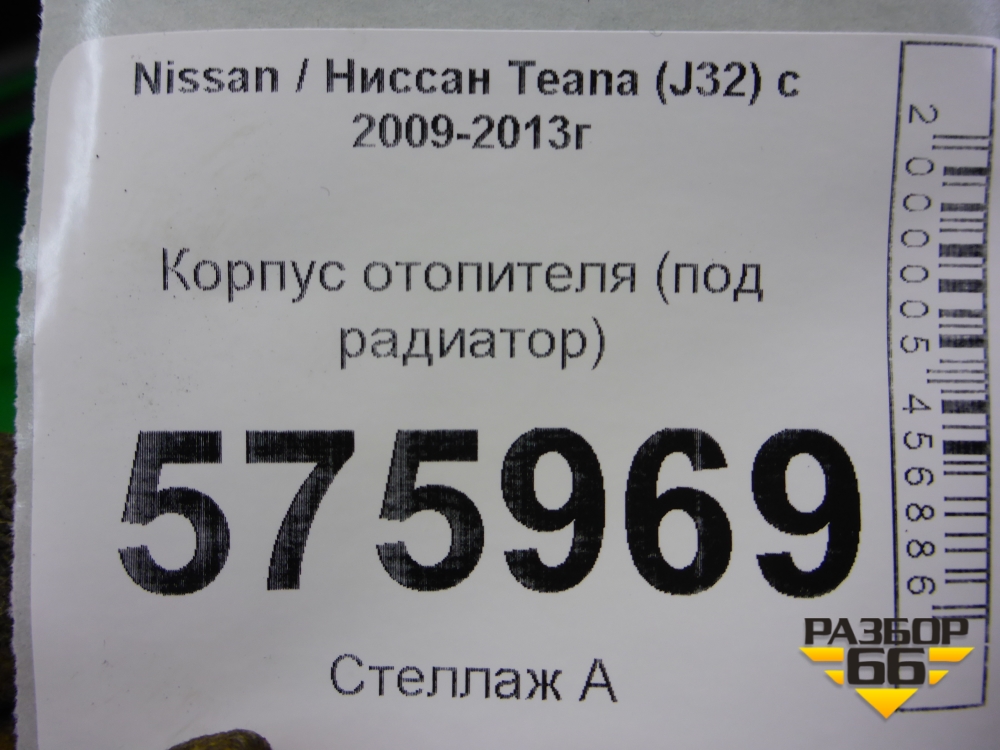 Nissan / Ниссан Teana (J32) с
2009-2013г
Корпус отопителя (под
радиатор)
575969
Стеллаж А
2000005456886
РАЗБОР
66